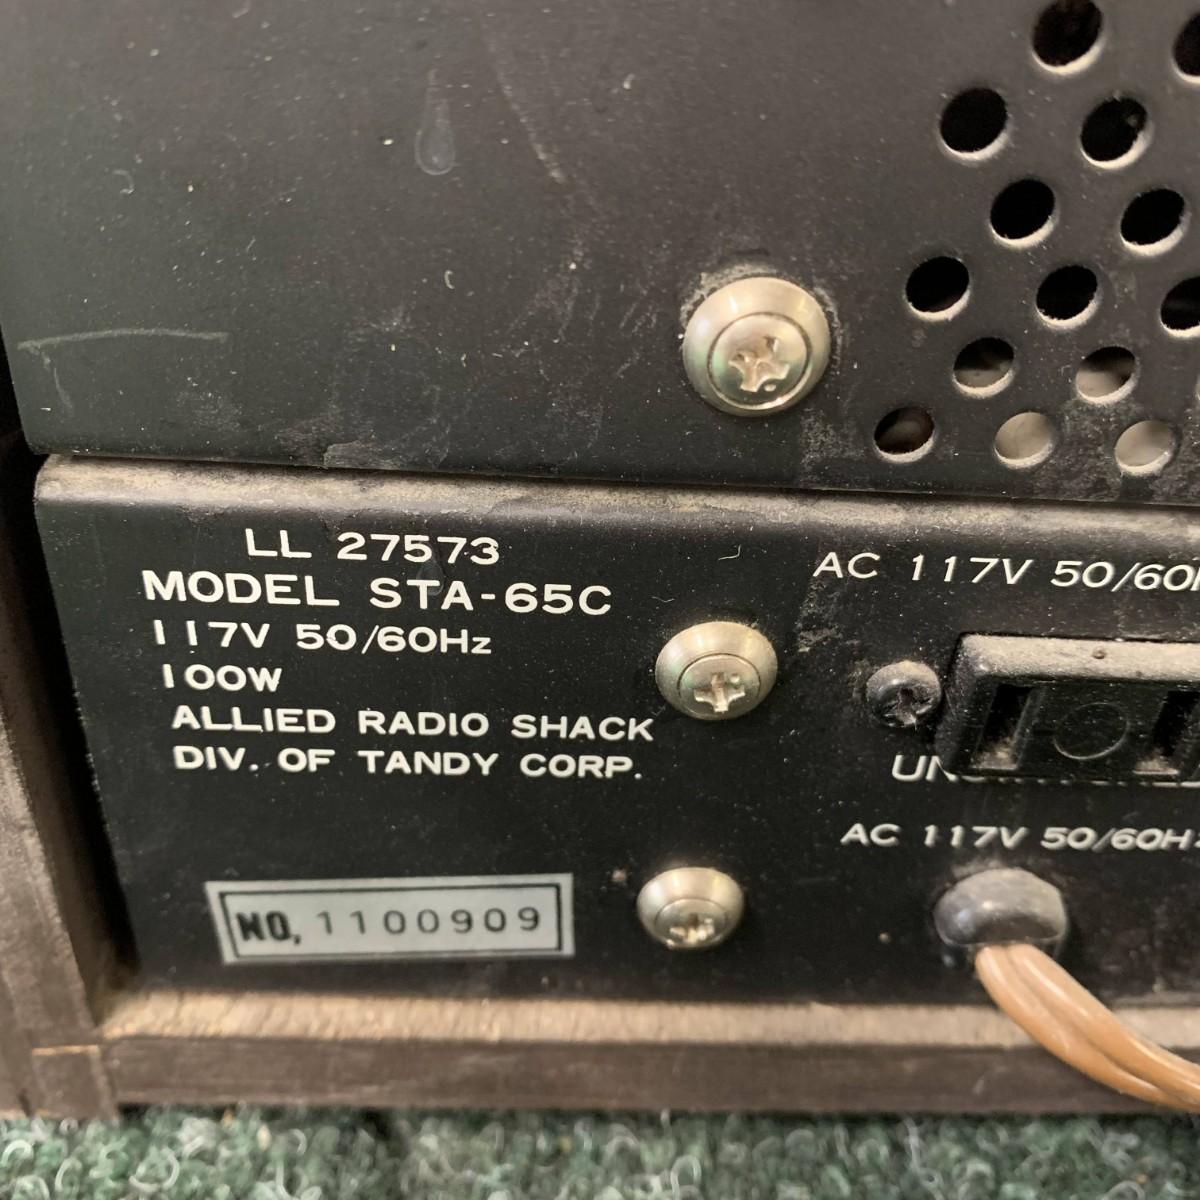 LL 27573
MODEL STA-65C
117V 50/60Hz
100W
ALLIED RADIO SHACK
DIV. OF TANDY CORP.
NO, 1100909
AC 117V 50/60H
AC 117V 50/60Hz